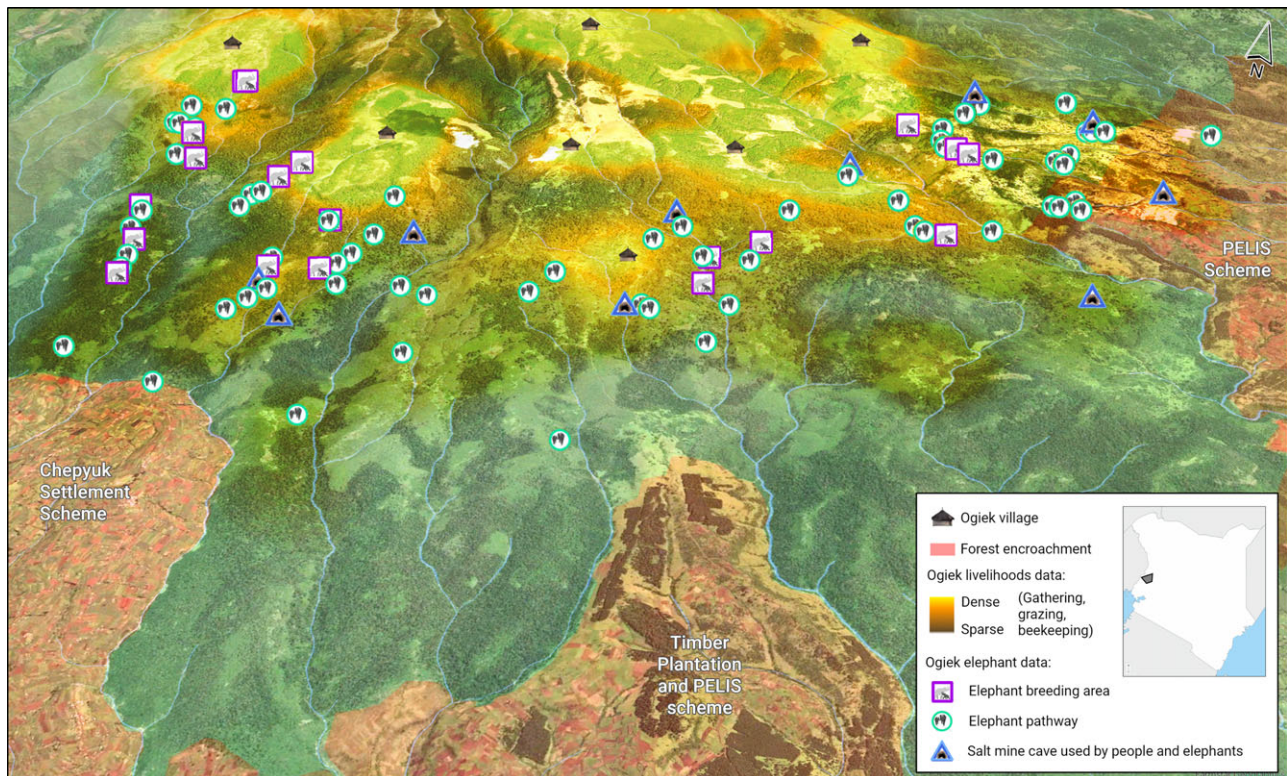 N
PELIS
Scheme
Chepyuk
Settlement
Scheme
Timber
Plantation
and PELIS
scheme
Ogiek village
Forest encroachment
Ogiek livelihoods data:
Dense (Gathering,
grazing,
Sparse beekeeping)
Ogiek elephant data:
Elephant breeding area
Elephant pathway
Salt mine cave used by people and elephants